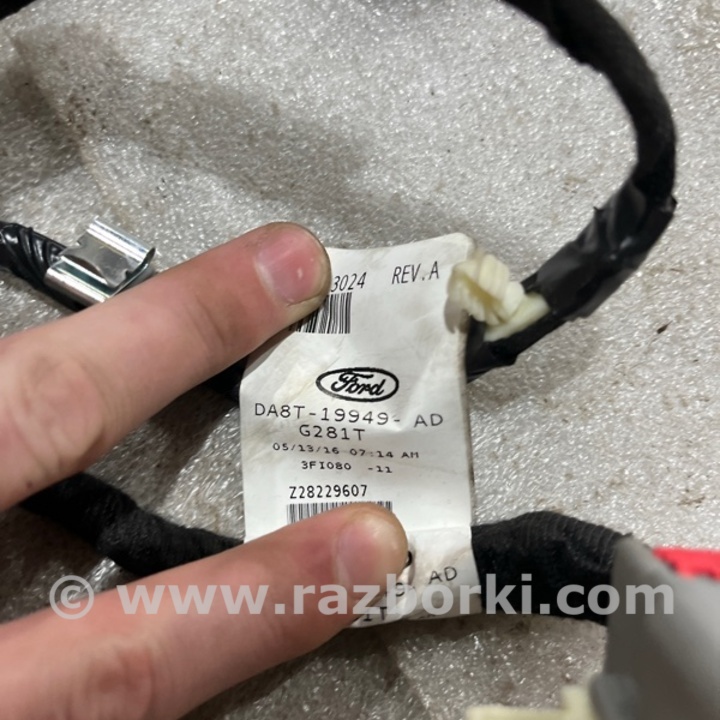 3024 REV.A
Ford
DA8T-19949- AD
G281T
05/13/16 07:14 AM
3FI080 -11
Z28229607
AD
© www.razborki.com